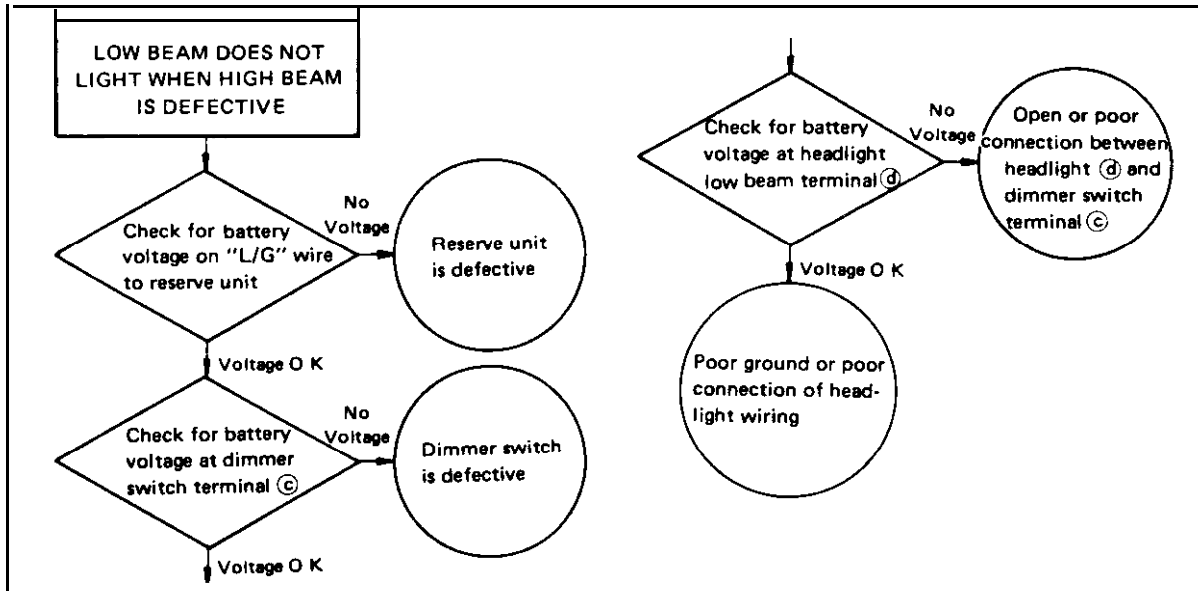 LOW BEAM DOES NOT
LIGHT WHEN HIGH BEAM
IS DEFECTIVE
Check for battery
voltage on "L/G" wire
to reserve unit
No
Voltage
Reserve unit
is defective
Voltage O K
Check for battery
voltage at dimmer
switch terminal ⓒ
No
Voltage
Dimmer switch
is defective
Voltage O K
Check for battery
voltage at headlight
low beam terminal ⓓ
No
Voltage
Open or poor
connection between
headlight ⓓ and
dimmer switch
terminal ⓒ
Voltage O K
Poor ground or poor
connection of head-
light wiring